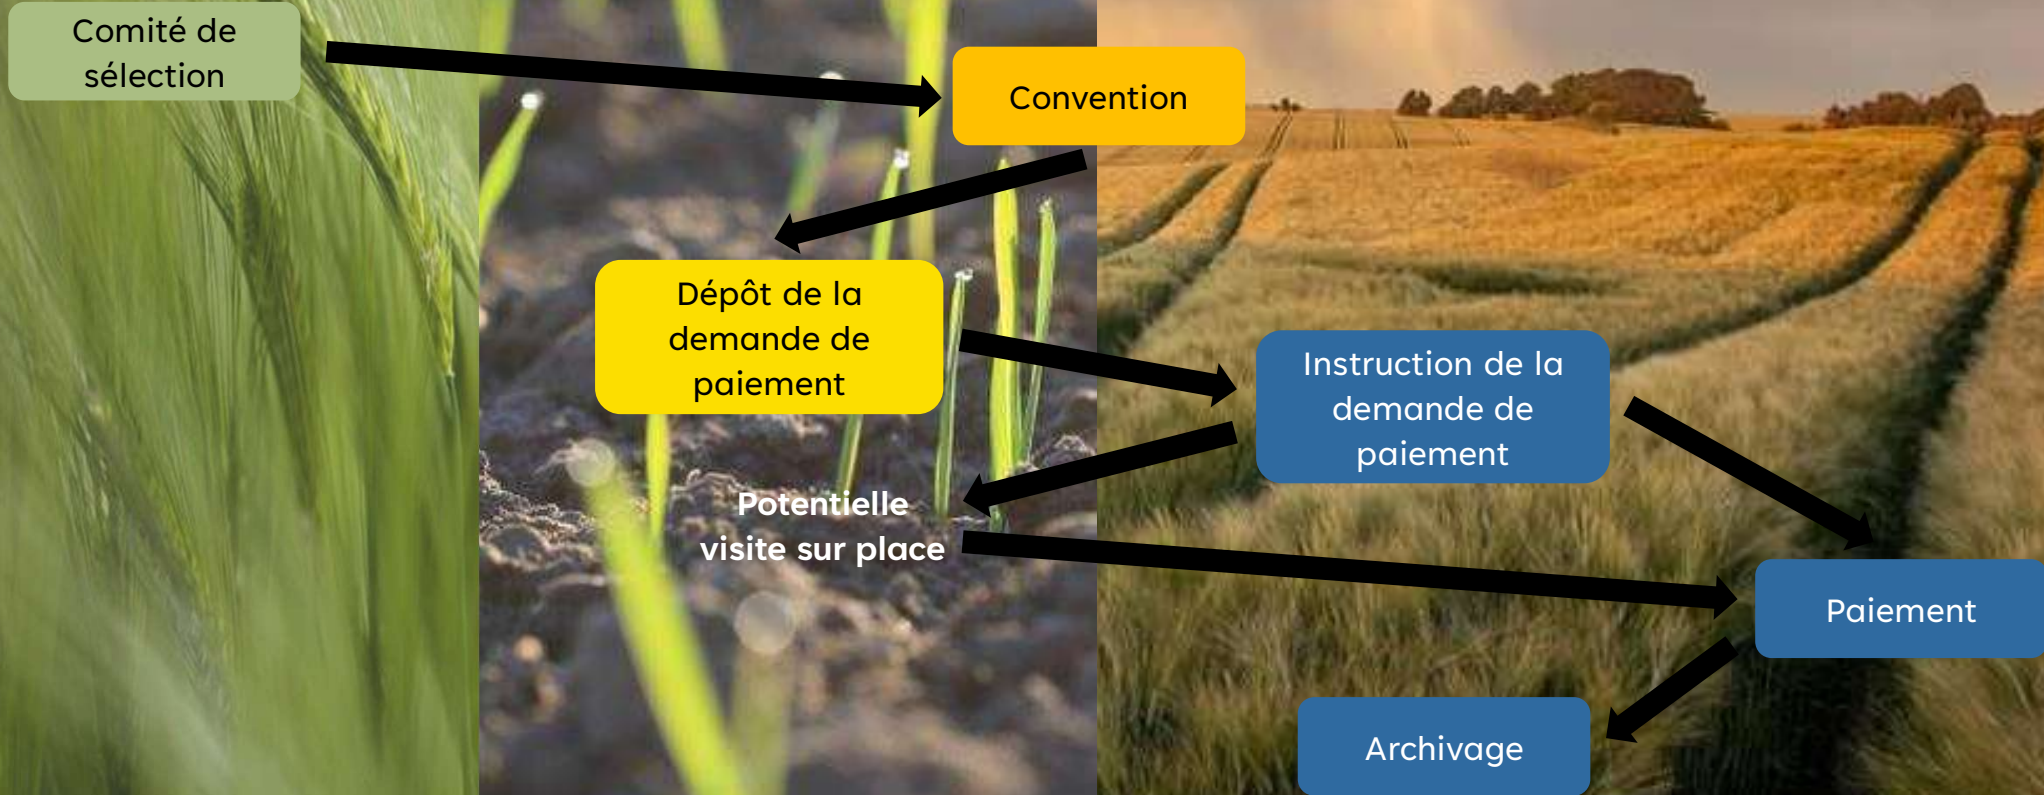 Comité de
sélection
Convention
Dépôt de la
demande de
paiement
Instruction de la
demande de
paiement
Potentielle
visite sur place
Paiement
Archivage